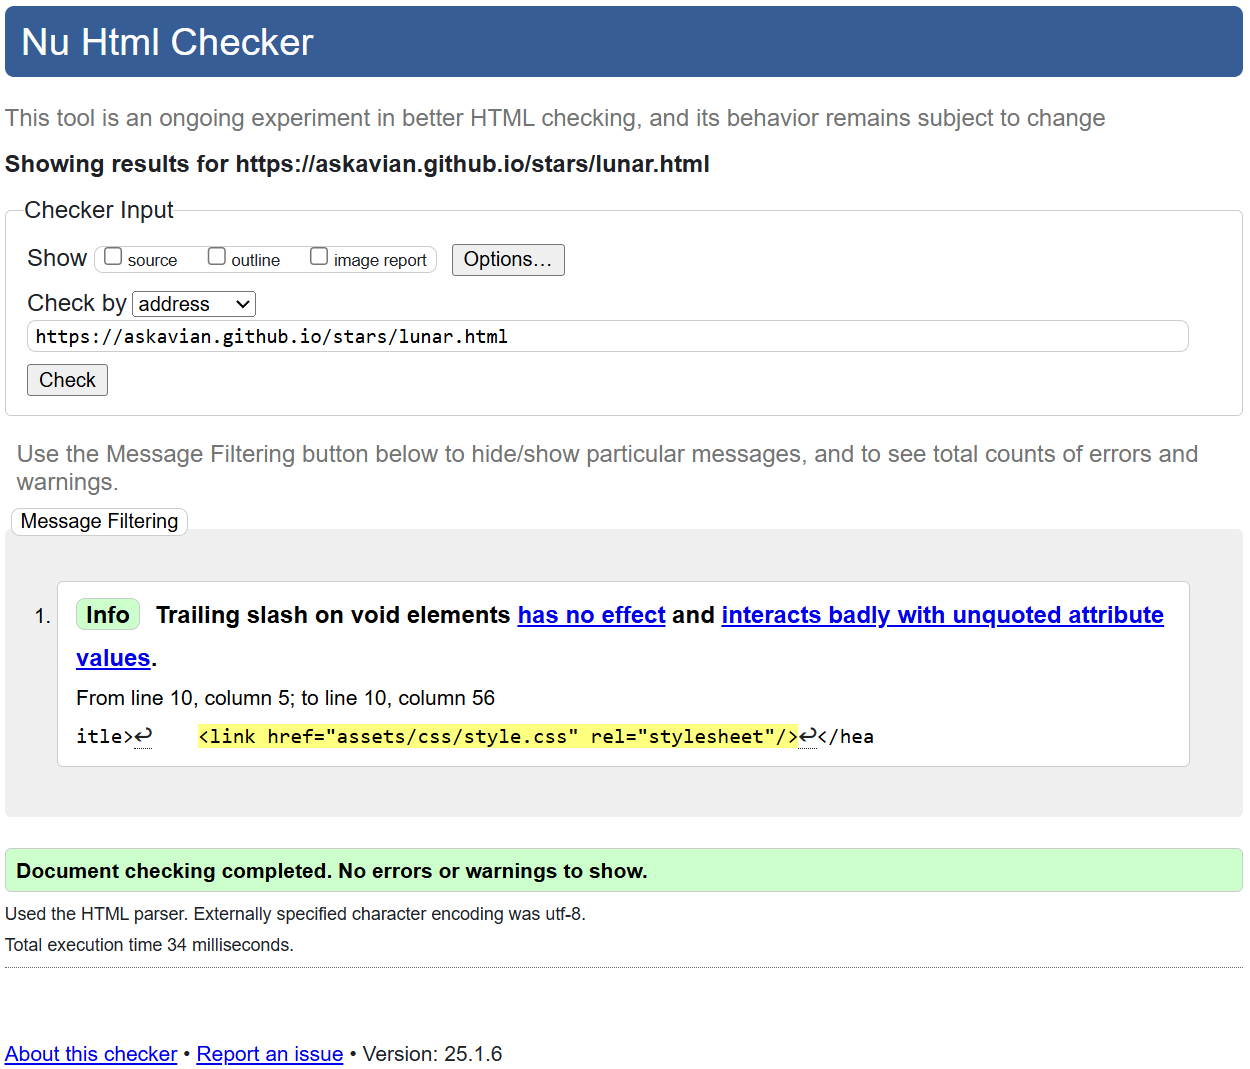 Nu Html Checker
This tool is an ongoing experiment in better HTML checking, and its behavior remains subject to change
Showing results for https://askavian.github.io/stars/lunar.html
Checker Input
Show source outline image report Options...
Check by address
https://askavian.github.io/stars/lunar.html
Check
Use the Message Filtering button below to hide/show particular messages, and to see total counts of errors and
warnings.
Message Filtering
1. Info Trailing slash on void elements has no effect and interacts badly with unquoted attribute
values.
From line 10, column 5; to line 10, column 56
itle>↩    <link href="assets/css/style.css" rel="stylesheet"/>↩</hea
Document checking completed. No errors or warnings to show.
Used the HTML parser. Externally specified character encoding was utf-8.
Total execution time 34 milliseconds.
About this checker • Report an issue • Version: 25.1.6